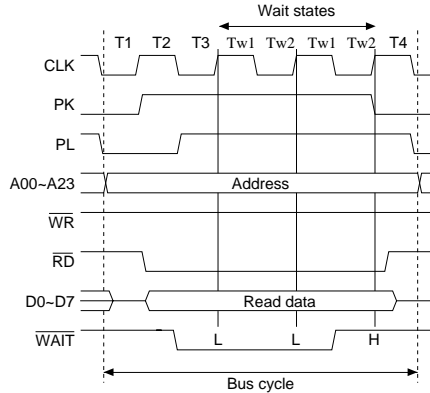 Wait states
T1 T2 T3 Tw1 Tw2 Tw1 Tw2 T4
CLK
PK
PL
A00~A23 Address
WR
RD
D0~D7 Read data
WAIT L L H
Bus cycle